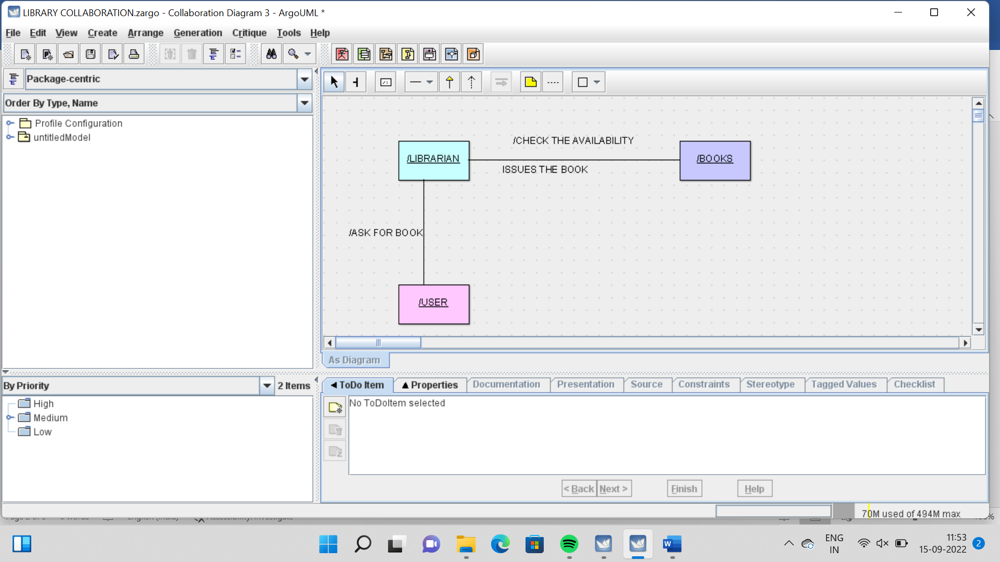 LIBRARY COLLABORATION.zargo - Collaboration Diagram 3 - ArgoUML *
File Edit View Create Arrange Generation Critique Tools Help
Package-centric
Order By Type, Name
Profile Configuration
untitledModel
/CHECK THE AVAILABILITY
/LIBRARIAN
/BOOKS
ISSUES THE BOOK
/ASK FOR BOOK
/USER
As Diagram
By Priority
2 Items
High
Medium
Low
ToDo Item Properties Documentation Presentation Source Constraints Stereotype Tagged Values Checklist
No ToDoItem selected
< Back Next > Finish Help
70M used of 494M max
ENG
IN
11:53
15-09-2022
2